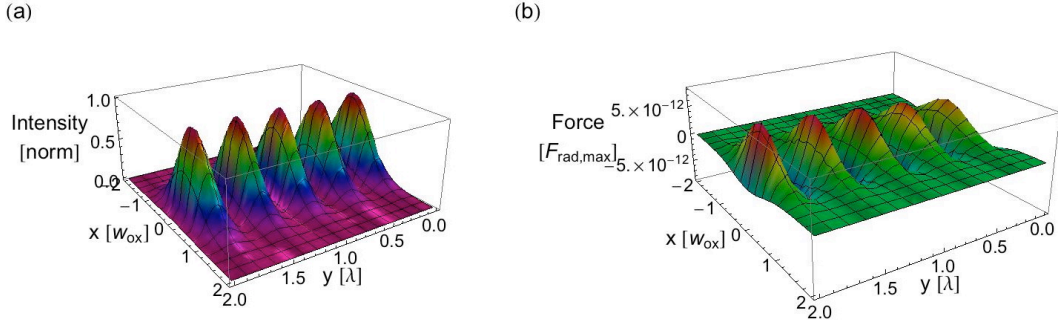 (a)
(b)
1.0
Intensity
0.5
[norm]
0.0
−2
−1
x [w_ox]
0
1
2
2.0
1.5
1.0
0.5
0.0
y [λ]
5. × 10⁻¹²
Force
0
[F_rad,max]
−5. × 10⁻¹²
−2
−1
x [w_ox]
0
1
2
2.0
1.5
1.0
0.5
0.0
y [λ]